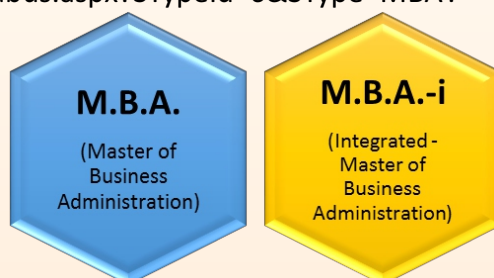 M.B.A.
(Master of
Business
Administration)
M.B.A.-i
(Integrated -
Master of
Business
Administration)